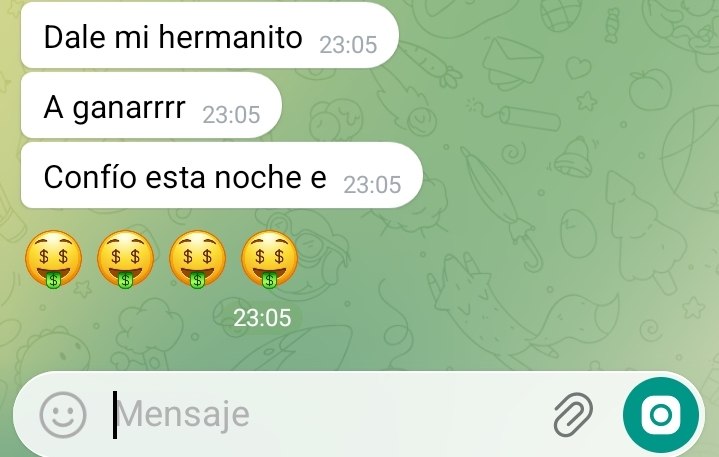 Dale mi hermanito 23:05
A ganarrrr 23:05
Confío esta noche e 23:05
🤑 🤑 🤑 🤑
23:05
Mensaje